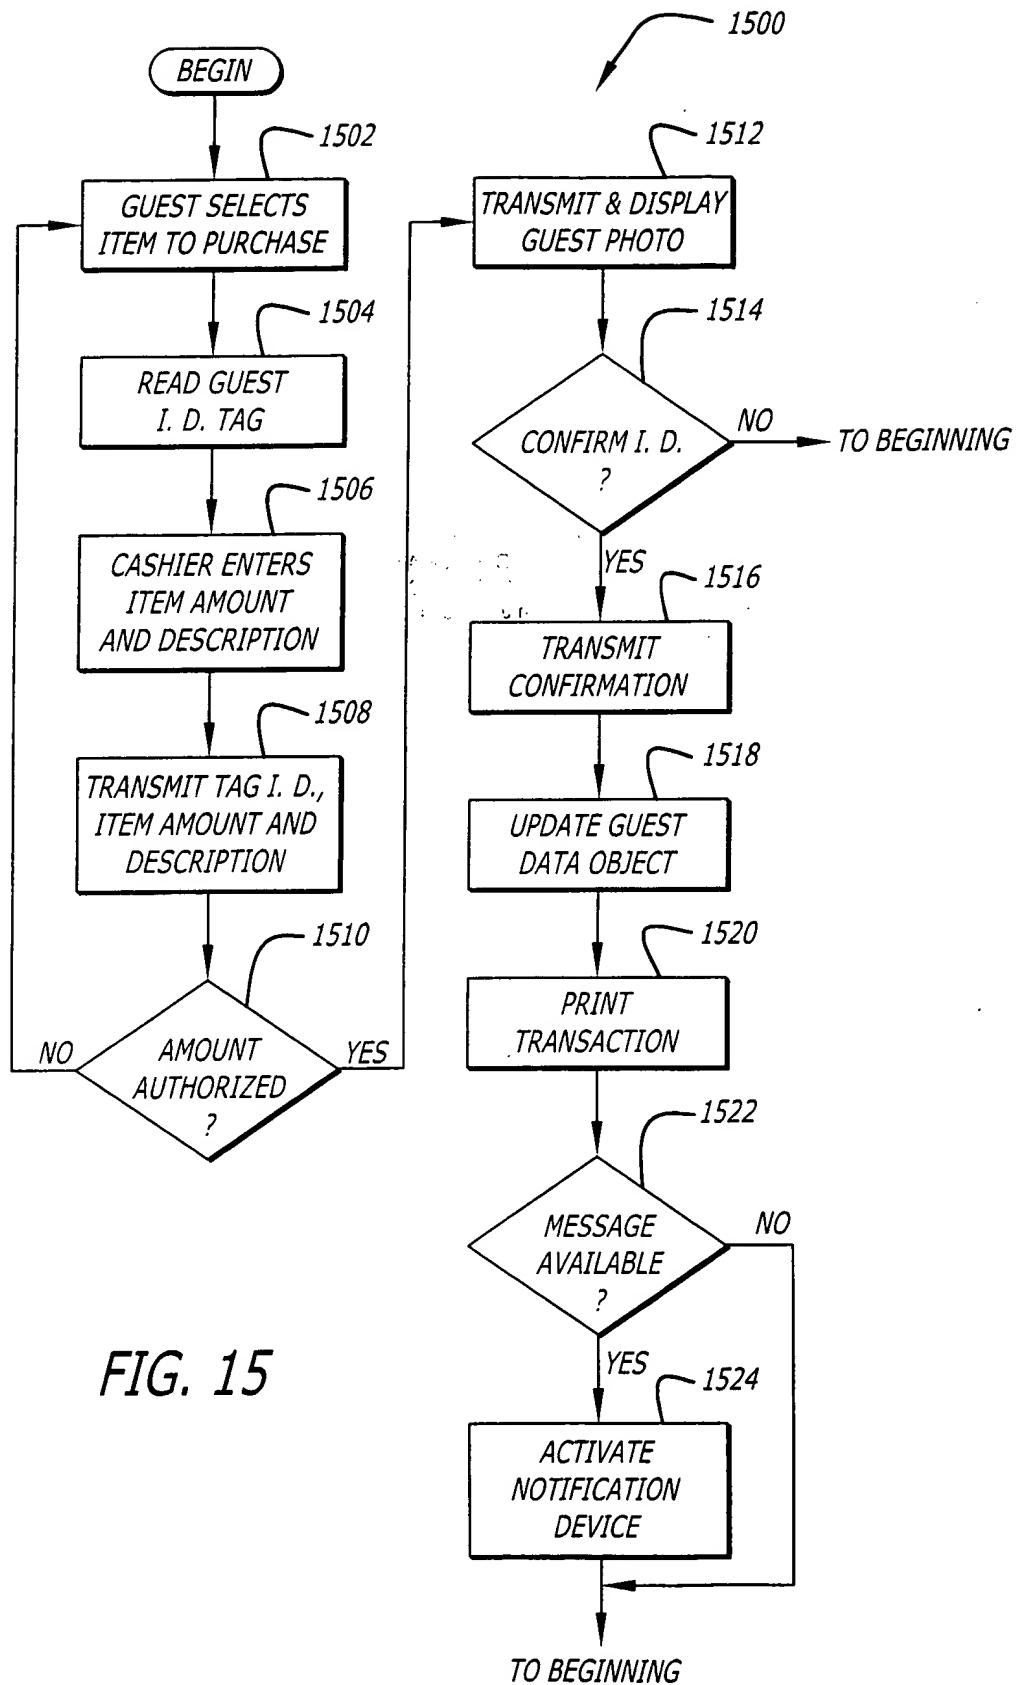 1500
BEGIN
1502
GUEST SELECTS
ITEM TO PURCHASE
1504
READ GUEST
I. D. TAG
1506
CASHIER ENTERS
ITEM AMOUNT
AND DESCRIPTION
1508
TRANSMIT TAG I. D.,
ITEM AMOUNT AND
DESCRIPTION
1510
NO
AMOUNT
AUTHORIZED
?
YES
1512
TRANSMIT & DISPLAY
GUEST PHOTO
1514
CONFIRM I. D.
?
NO
TO BEGINNING
YES
1516
TRANSMIT
CONFIRMATION
1518
UPDATE GUEST
DATA OBJECT
1520
PRINT
TRANSACTION
1522
MESSAGE
AVAILABLE
?
NO
YES
1524
ACTIVATE
NOTIFICATION
DEVICE
TO BEGINNING
FIG. 15